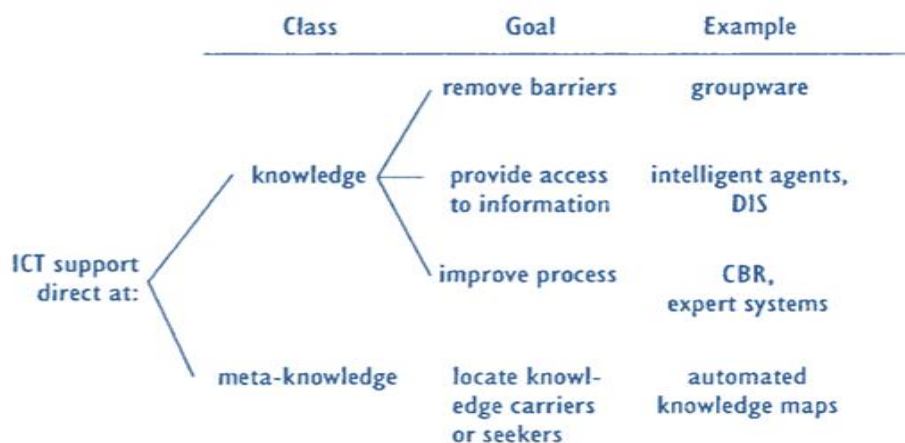 Class Goal Example
remove barriers groupware
knowledge provide access intelligent agents,
to information DIS
ICT support
direct at:
improve process CBR,
expert systems
meta-knowledge locate knowl- automated
edge carriers knowledge maps
or seekers